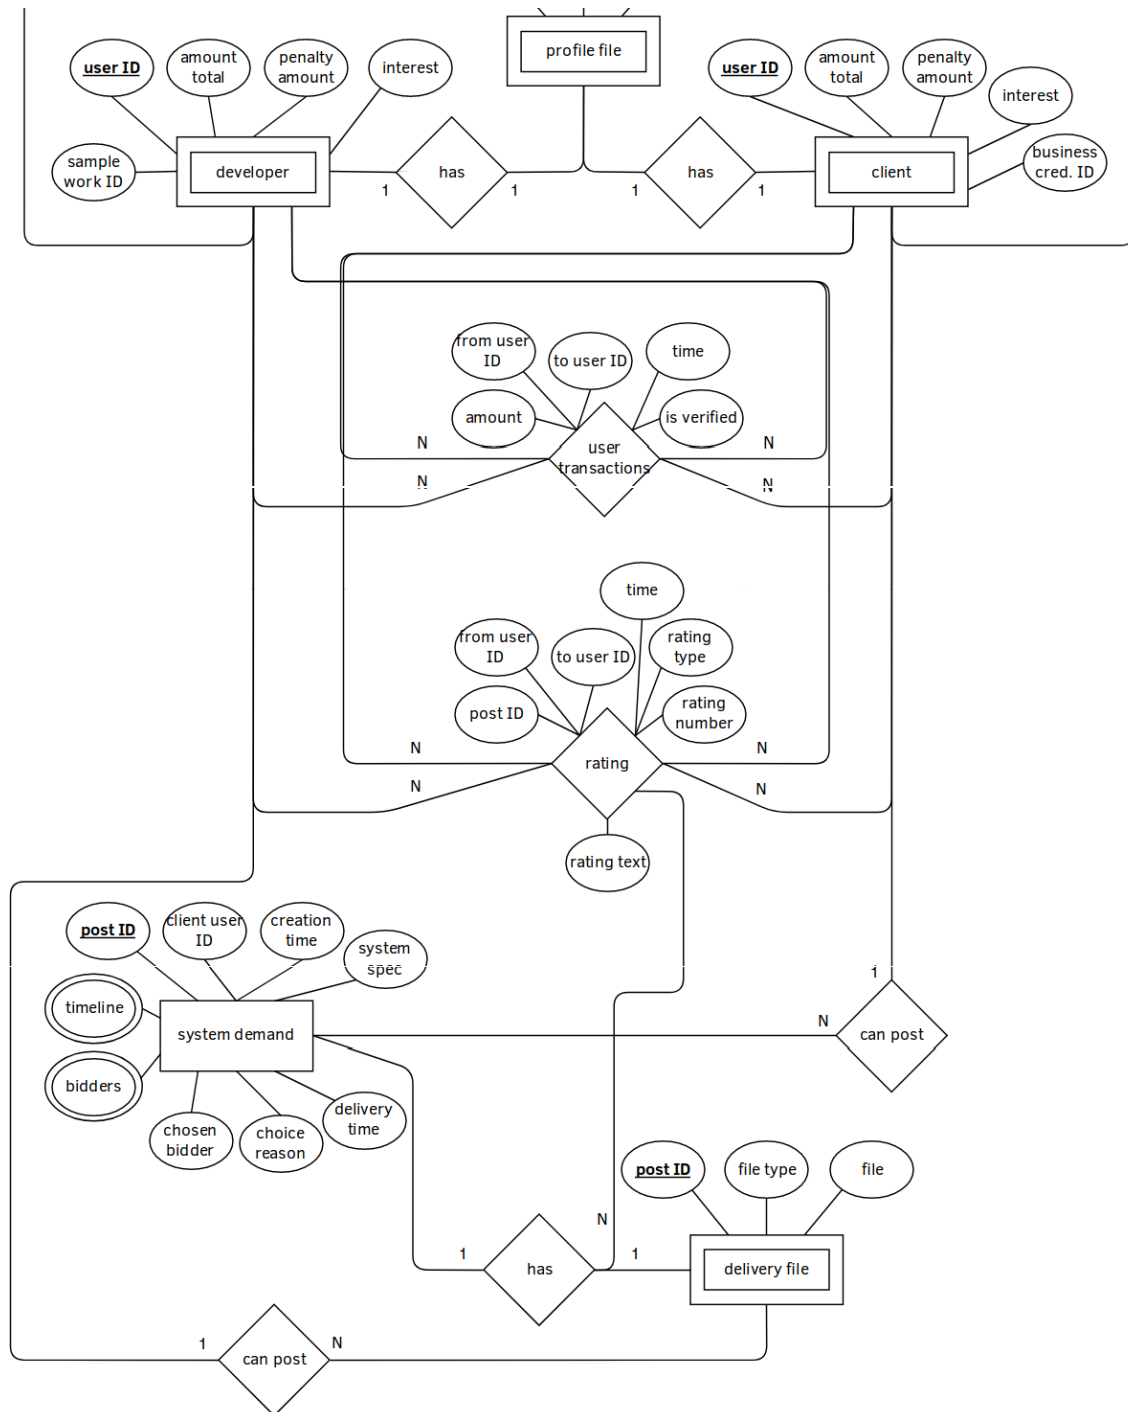 profile file
user ID
amount
total
penalty
amount
interest
user ID
amount
total
penalty
amount
interest
sample
work ID
developer
has
has
client
business
cred. ID
1
1
1
1
from user
ID
to user ID
time
amount
is verified
N
user
transactions
N
N
N
time
from user
ID
to user ID
rating
type
post ID
rating
number
N
rating
N
N
N
rating text
post ID
client user
ID
creation
time
system
spec
timeline
system demand
1
N
can post
bidders
chosen
bidder
choice
reason
delivery
time
post ID
file type
file
N
1
has
1
delivery file
1
can post
N